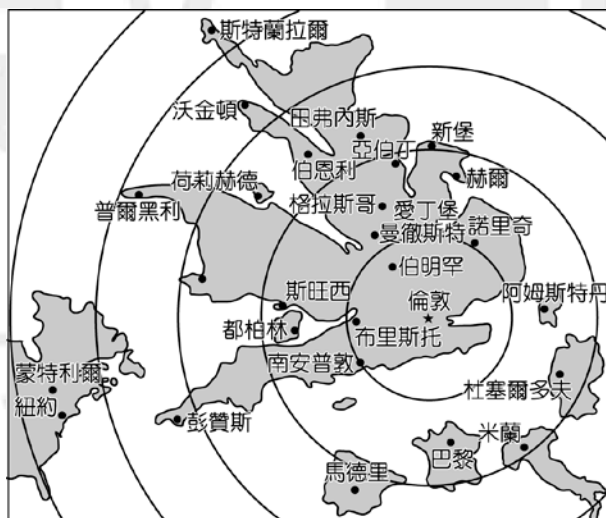 斯特蘭拉爾
沃金頓
因弗內斯
新堡
亞伯丁
伯恩利
荷莉赫德
赫爾
普爾黑利
格拉斯哥
愛丁堡
曼徹斯特
諾里奇
伯明罕
斯旺西
倫敦
阿姆斯特丹
都柏林
布里斯托
南安普敦
蒙特利爾
杜塞爾多夫
紐約
彭贊斯
米蘭
巴黎
馬德里